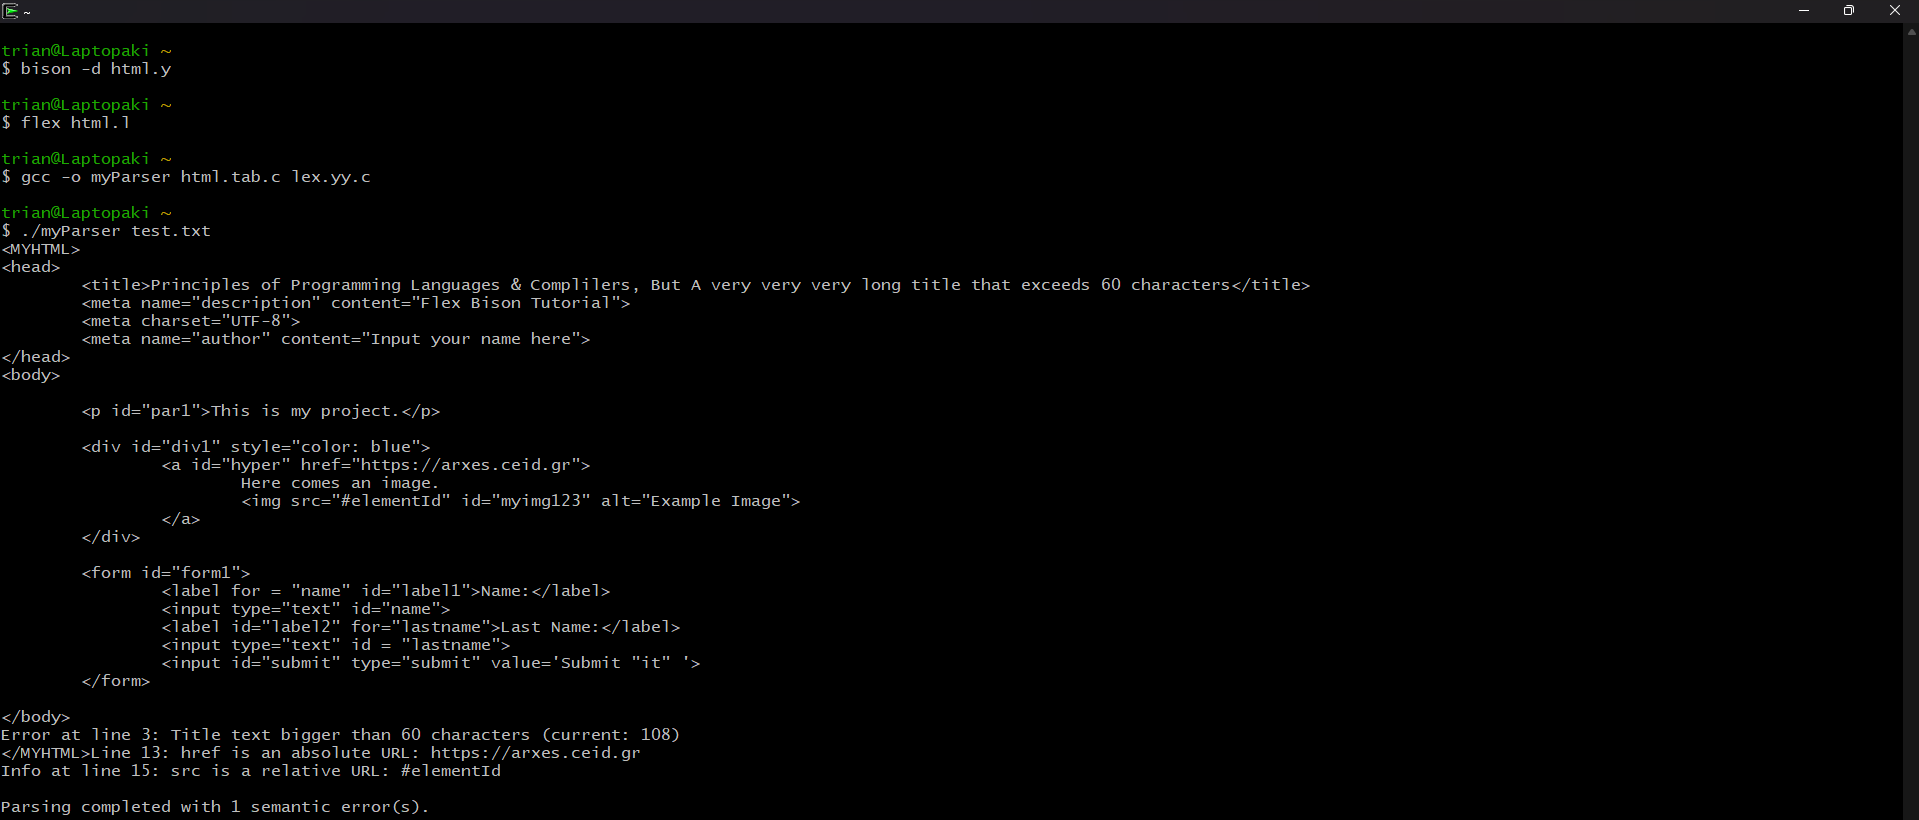 ~
trian@Laptopaki ~
$ bison -d html.y
trian@Laptopaki ~
$ flex html.l
trian@Laptopaki ~
$ gcc -o myParser html.tab.c lex.yy.c
trian@Laptopaki ~
$ ./myParser test.txt
<MYHTML>
<head>
        <title>Principles of Programming Languages & Complilers, But A very very very long title that exceeds 60 characters</title>
        <meta name="description" content="Flex Bison Tutorial">
        <meta charset="UTF-8">
        <meta name="author" content="Input your name here">
</head>
<body>
        <p id="par1">This is my project.</p>
        <div id="div1" style="color: blue">
                <a id="hyper" href="https://arxes.ceid.gr">
                        Here comes an image.
                        <img src="#elementId" id="myimg123" alt="Example Image">
                </a>
        </div>
        <form id="form1">
                <label for = "name" id="label1">Name:</label>
                <input type="text" id="name">
                <label id="label2" for="lastname">Last Name:</label>
                <input type="text" id = "lastname">
                <input id="submit" type="submit" value='Submit "it" '>
        </form>
</body>
Error at line 3: Title text bigger than 60 characters (current: 108)
</MYHTML>Line 13: href is an absolute URL: https://arxes.ceid.gr
Info at line 15: src is a relative URL: #elementId
Parsing completed with 1 semantic error(s).